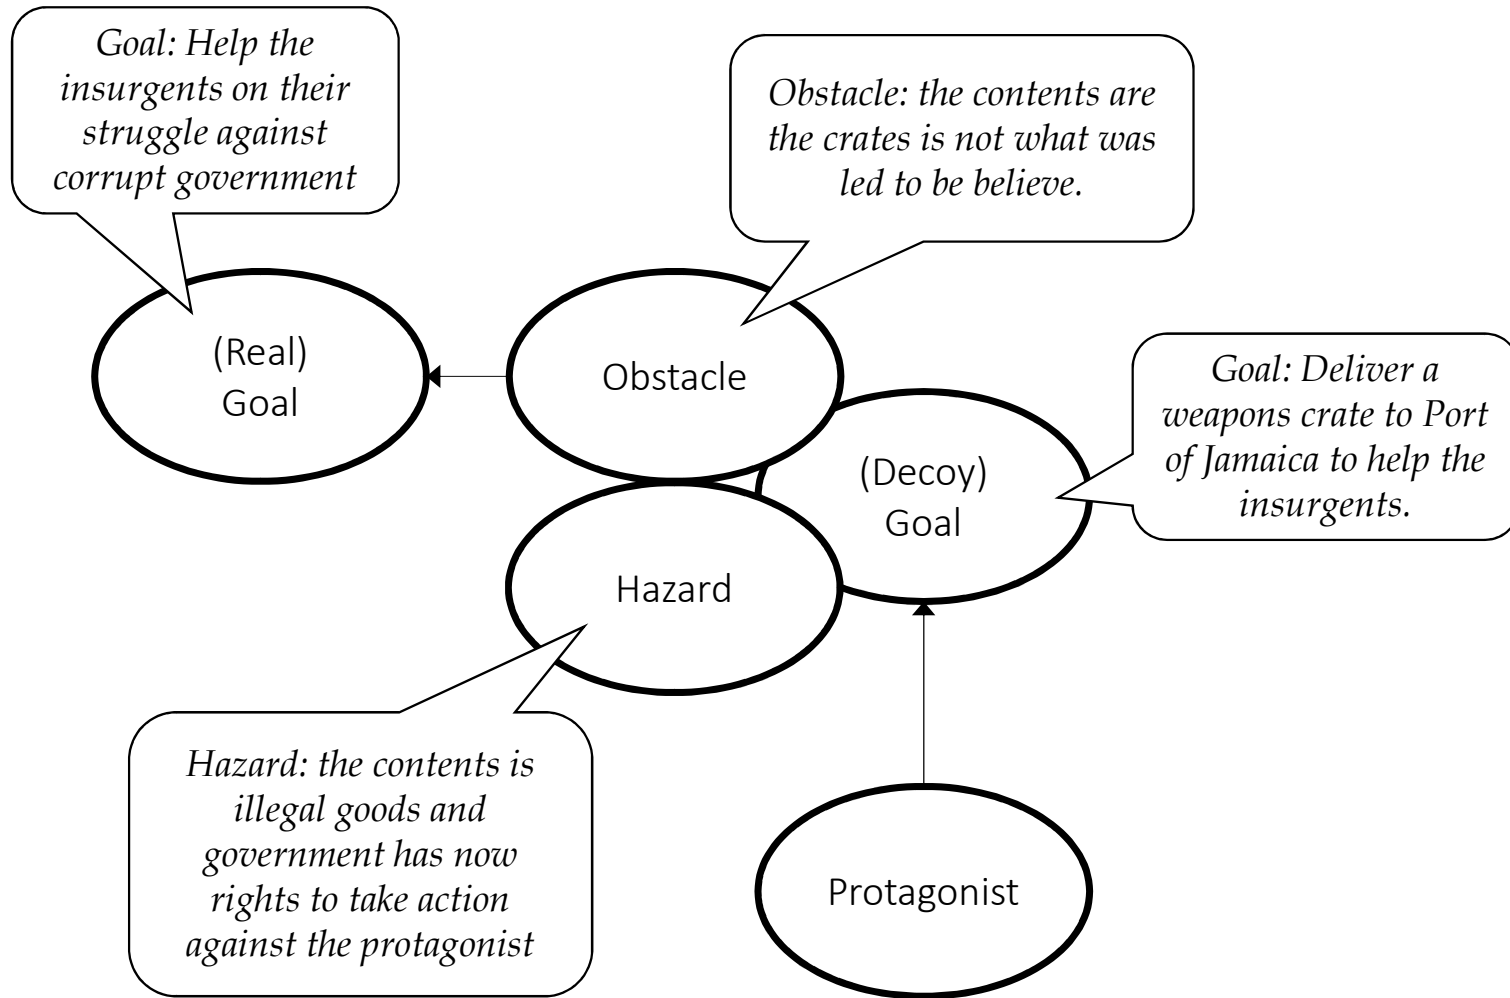 Goal: Help the
insurgents on their
struggle against
corrupt government
Obstacle: the contents are
the crates is not what was
led to be believe.
(Real)
Goal
Obstacle
Goal: Deliver a
weapons crate to Port
of Jamaica to help the
insurgents.
(Decoy)
Goal
Hazard
Hazard: the contents is
illegal goods and
government has now
rights to take action
against the protagonist
Protagonist